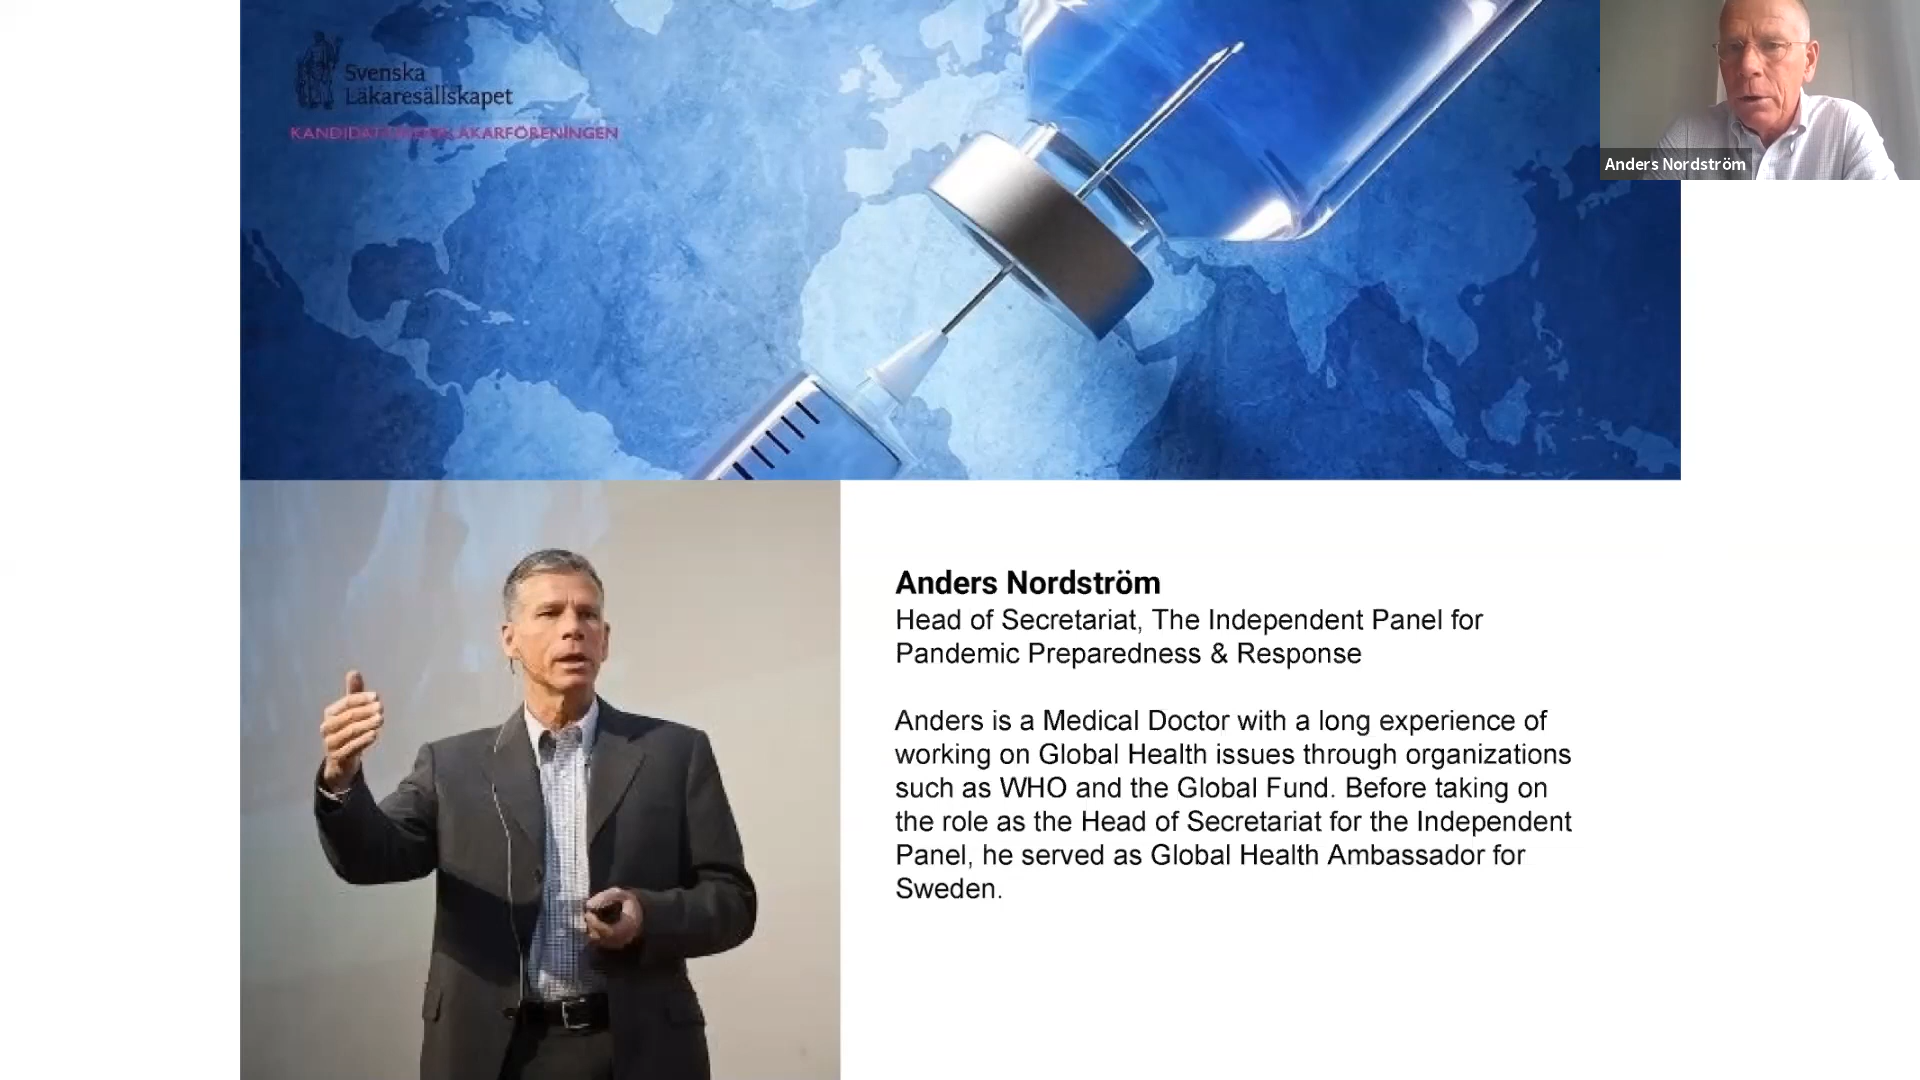 Svenska
Läkaresällskapet
KANDIDAT- OCH UNDERLÄKARFÖRENINGEN
Anders Nordström
Anders Nordström
Head of Secretariat, The Independent Panel for
Pandemic Preparedness & Response
Anders is a Medical Doctor with a long experience of
working on Global Health issues through organizations
such as WHO and the Global Fund. Before taking on
the role as the Head of Secretariat for the Independent
Panel, he served as Global Health Ambassador for
Sweden.